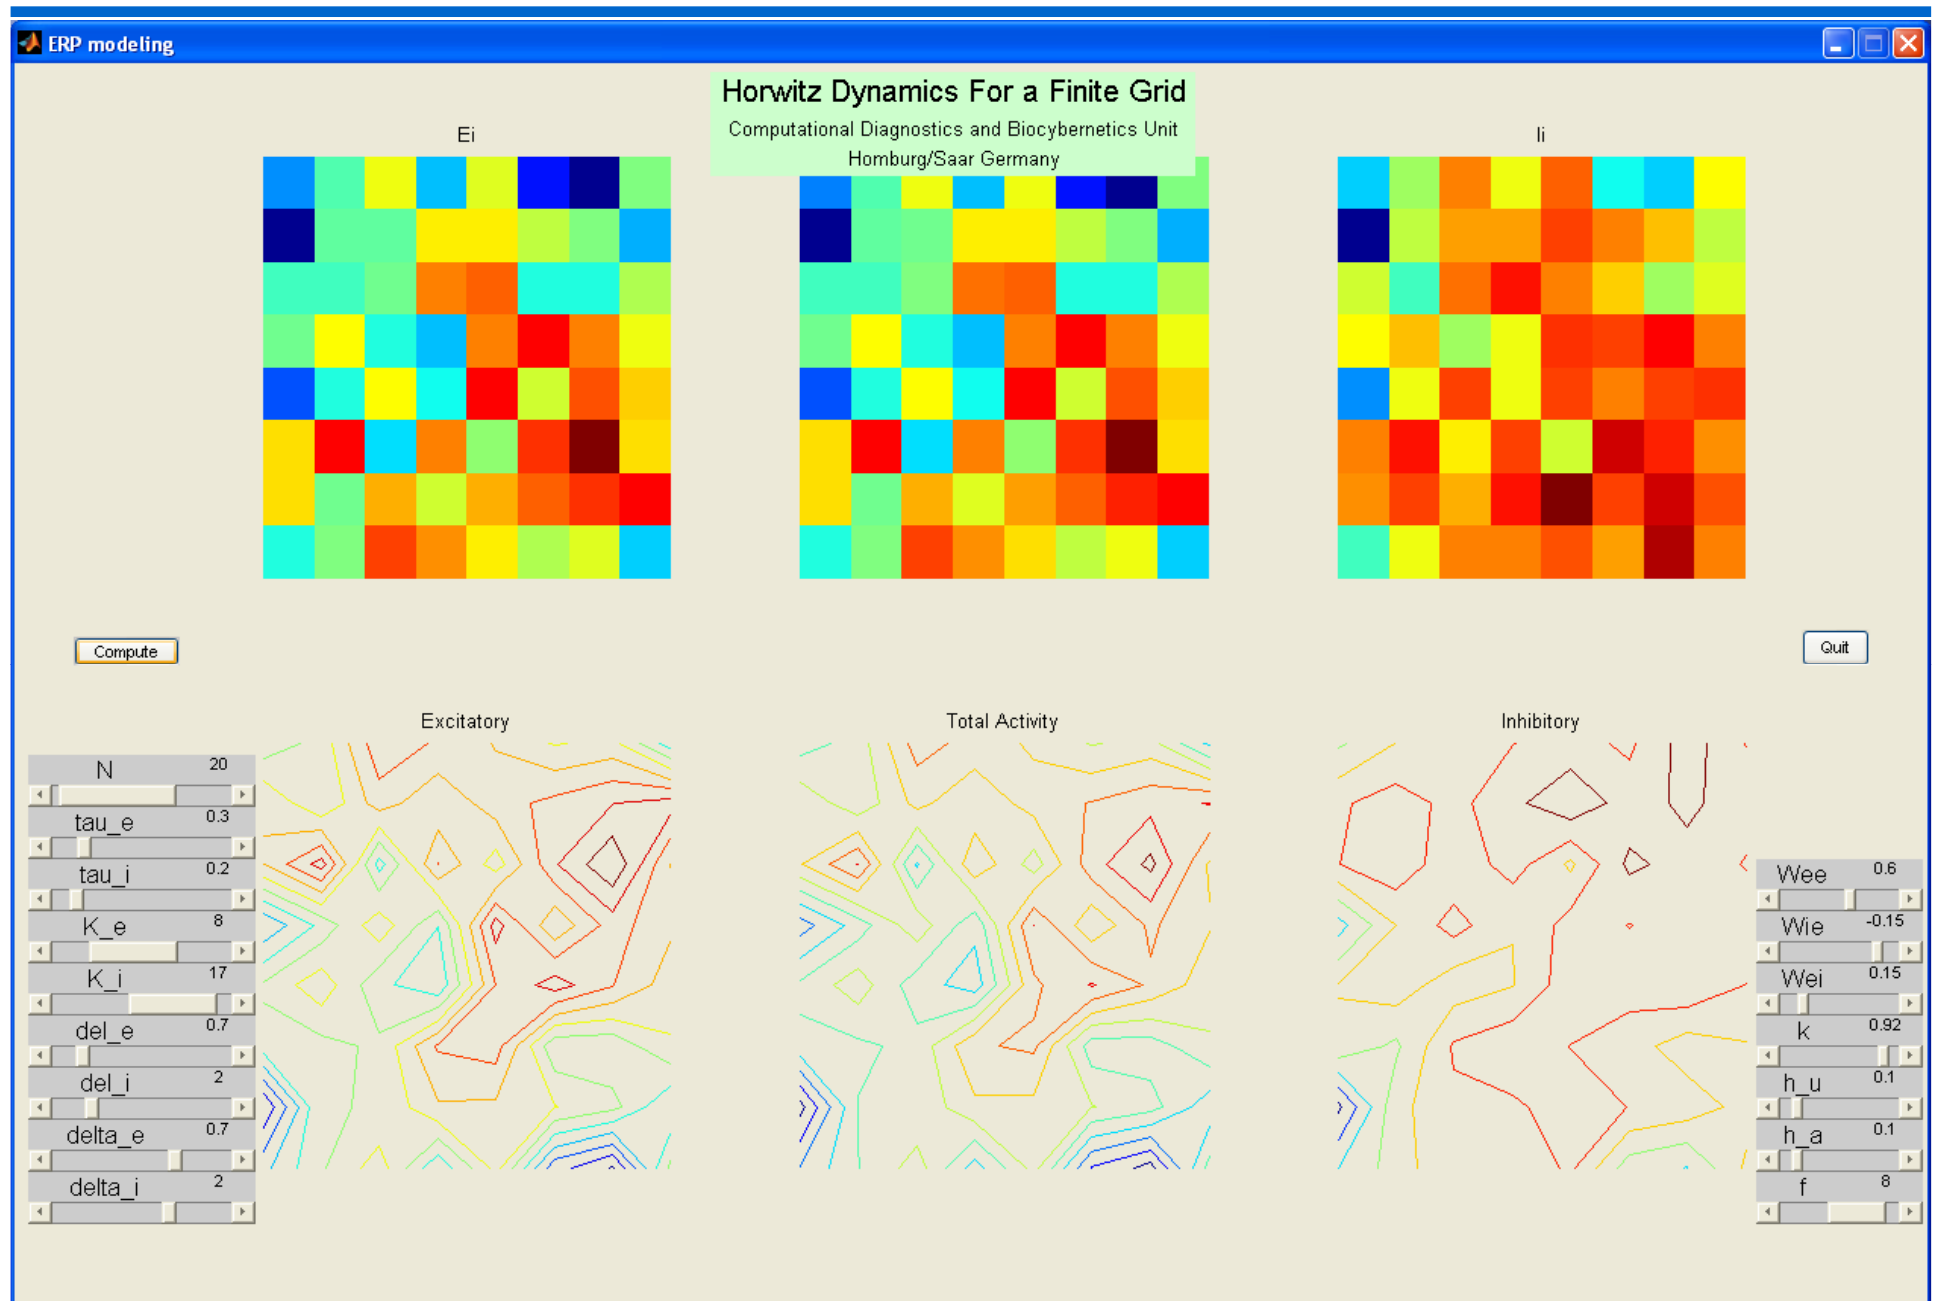 ERP modeling
Horwitz Dynamics For a Finite Grid
Computational Diagnostics and Biocybernetics Unit
Homburg/Saar Germany
Ei
Ii
Compute
Quit
Excitatory
Total Activity
Inhibitory
N 20
tau_e 0.3
tau_i 0.2
K_e 8
K_i 17
del_e 0.7
del_i 2
delta_e 0.7
delta_i 2
Wee 0.6
Wie -0.15
Wei 0.15
k 0.92
h_u 0.1
h_a 0.1
f 8